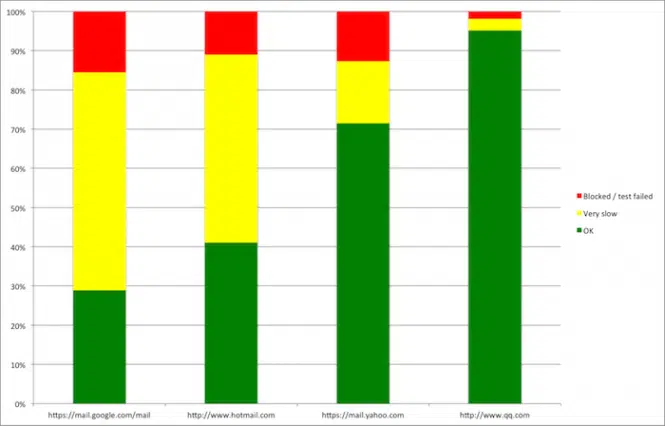 100%
90%
80%
70%
60%
50%
40%
30%
20%
10%
0%
https://mail.google.com/mail http://www.hotmail.com https://mail.yahoo.com http://www.qq.com
Blocked / test failed
Very slow
OK